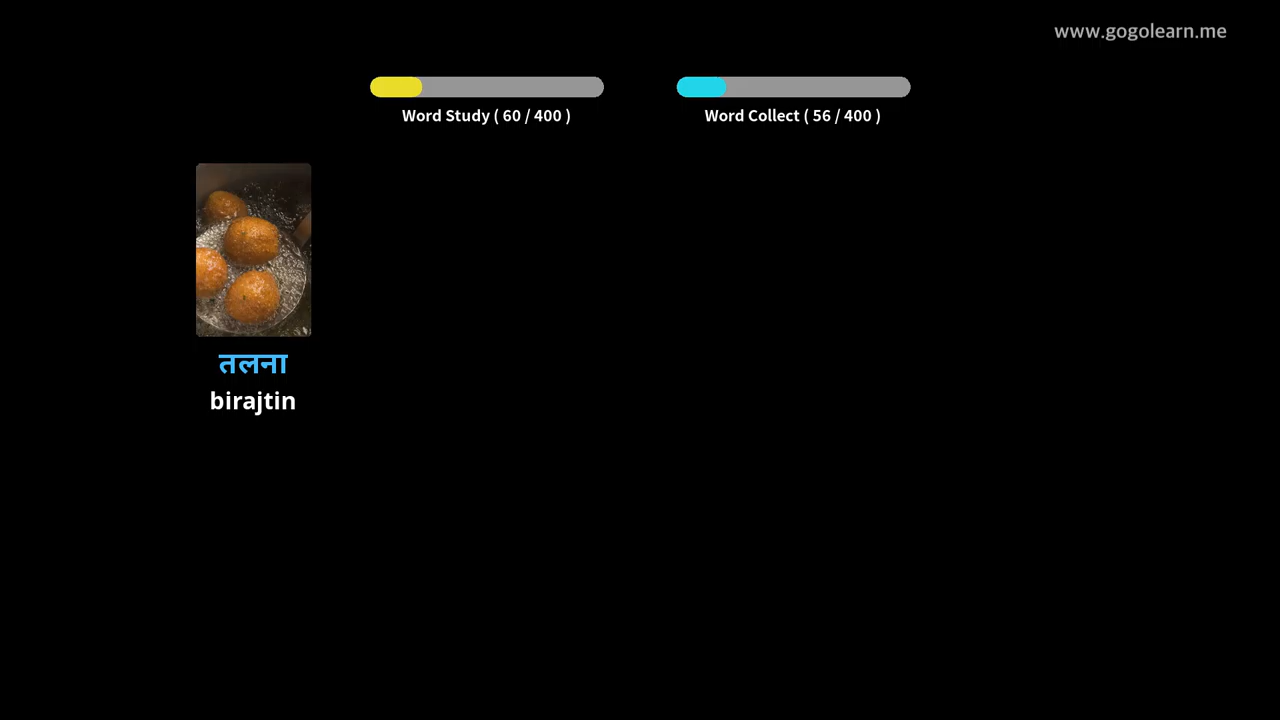 www.gogolearn.me
Word Study ( 60 / 400 )
Word Collect ( 56 / 400 )
तलना
birajtin